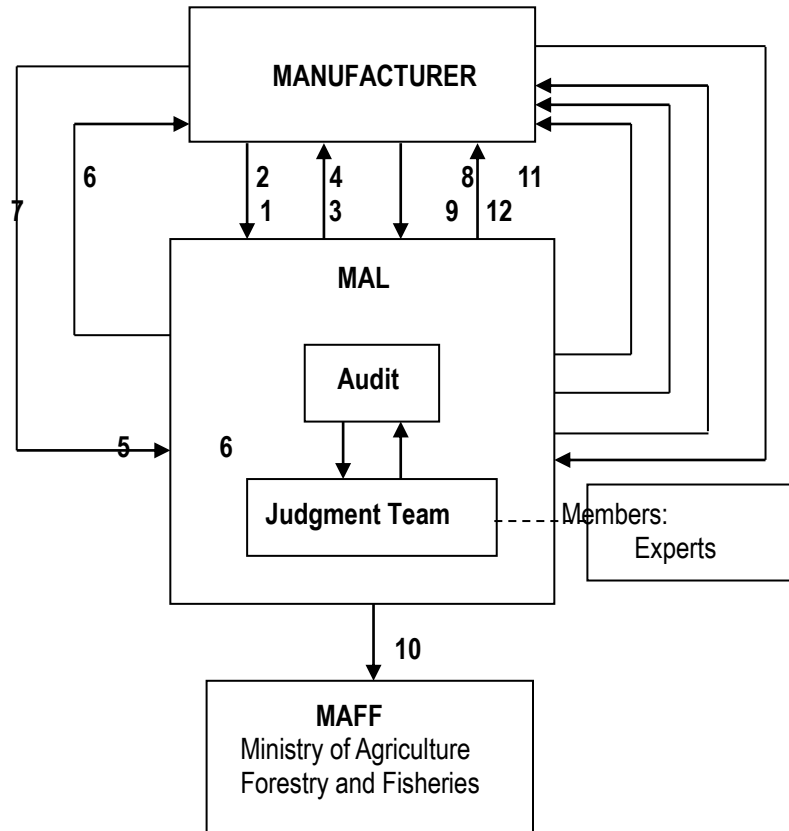 MANUFACTURER
6 2 4 8 11
7 1 3 9 12
MAL
Audit
5 6
Judgment Team
Members:
Experts
10
MAFF
Ministry of Agriculture
Forestry and Fisheries